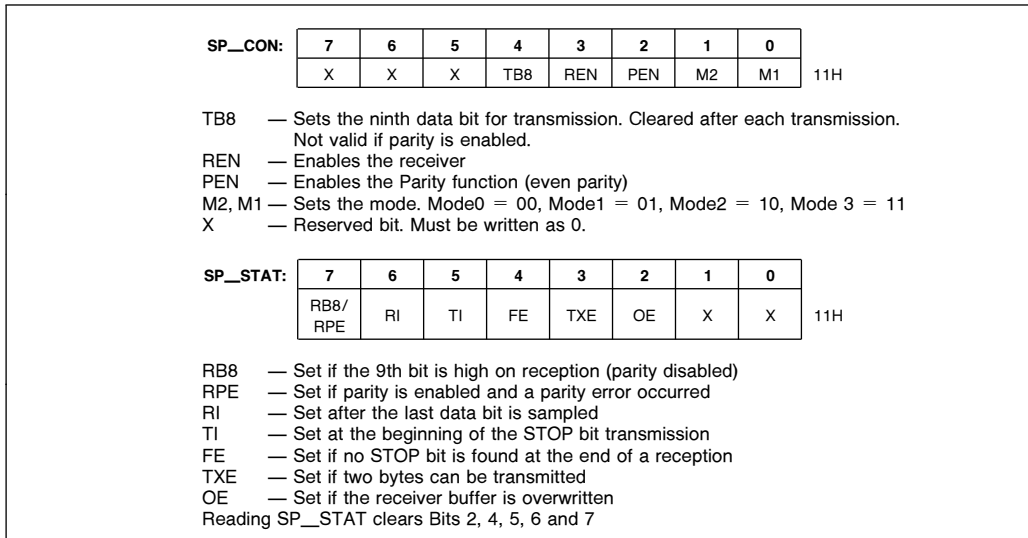 SP__CON: 7 6 5 4 3 2 1 0
X X X TB8 REN PEN M2 M1 11H
TB8 — Sets the ninth data bit for transmission. Cleared after each transmission.
Not valid if parity is enabled.
REN — Enables the receiver
PEN — Enables the Parity function (even parity)
M2, M1 — Sets the mode. Mode0 = 00, Mode1 = 01, Mode2 = 10, Mode 3 = 11
X — Reserved bit. Must be written as 0.
SP__STAT: 7 6 5 4 3 2 1 0
RB8/
RPE RI TI FE TXE OE X X 11H
RB8 — Set if the 9th bit is high on reception (parity disabled)
RPE — Set if parity is enabled and a parity error occurred
RI — Set after the last data bit is sampled
TI — Set at the beginning of the STOP bit transmission
FE — Set if no STOP bit is found at the end of a reception
TXE — Set if two bytes can be transmitted
OE — Set if the receiver buffer is overwritten
Reading SP__STAT clears Bits 2, 4, 5, 6 and 7